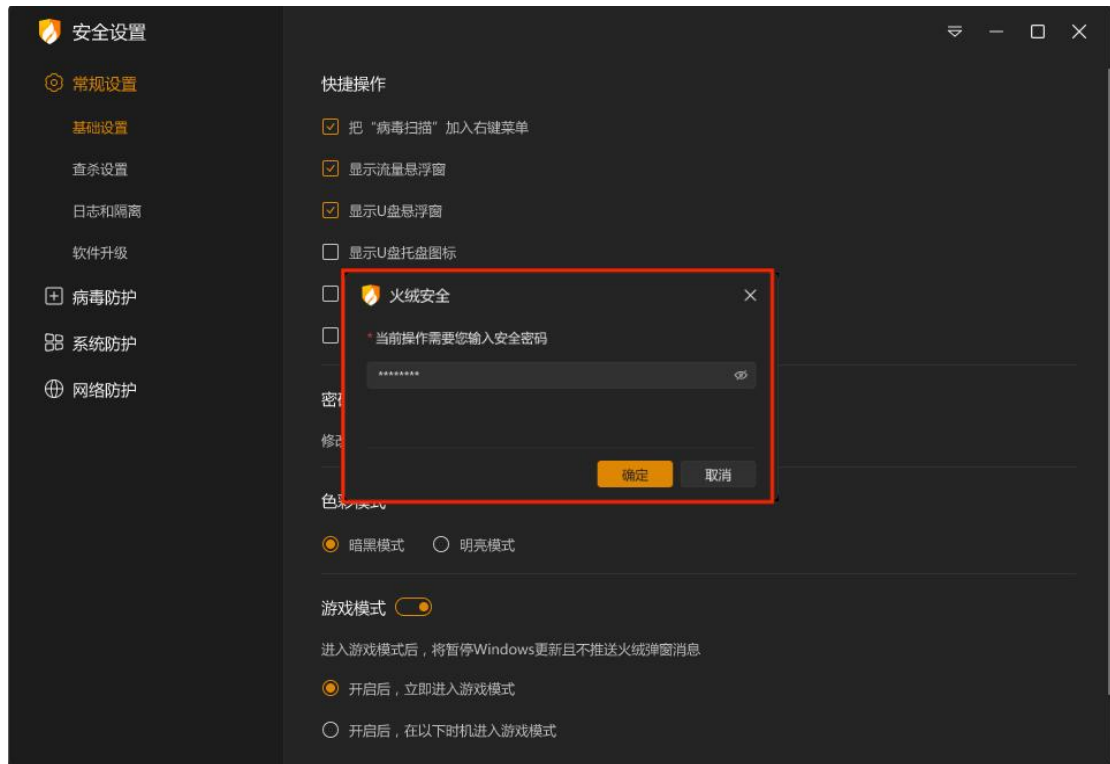 安全设置
常规设置
基础设置
查杀设置
日志和隔离
软件升级
病毒防护
系统防护
网络防护
快捷操作
把“病毒扫描”加入右键菜单
显示流量悬浮窗
显示U盘悬浮窗
显示U盘托盘图标
火绒安全
*当前操作需要您输入安全密码
********
确定 取消
密
修改
色彩模式
暗黑模式 明亮模式
游戏模式
进入游戏模式后，将暂停Windows更新且不推送火绒弹窗消息
开启后，立即进入游戏模式
开启后，在以下时机进入游戏模式